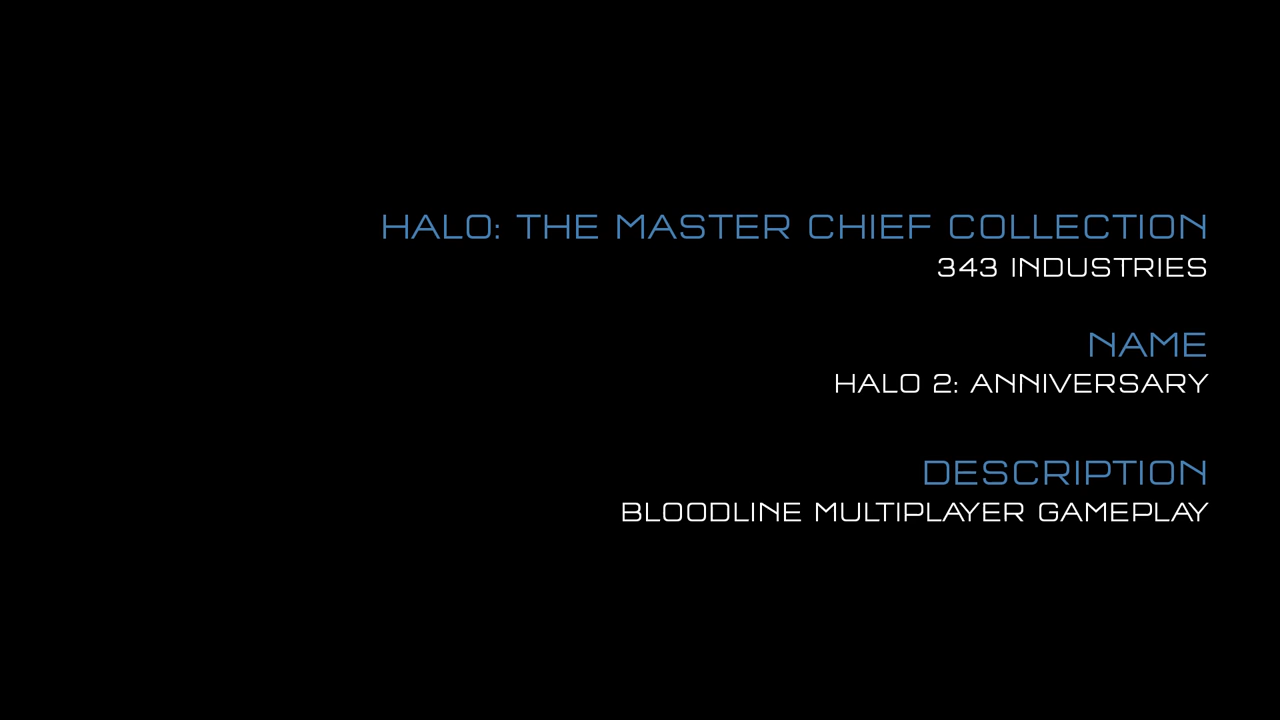 HALO: THE MASTER CHIEF COLLECTION
343 INDUSTRIES
NAME
HALO 2: ANNIVERSARY
DESCRIPTION
BLOODLINE MULTIPLAYER GAMEPLAY